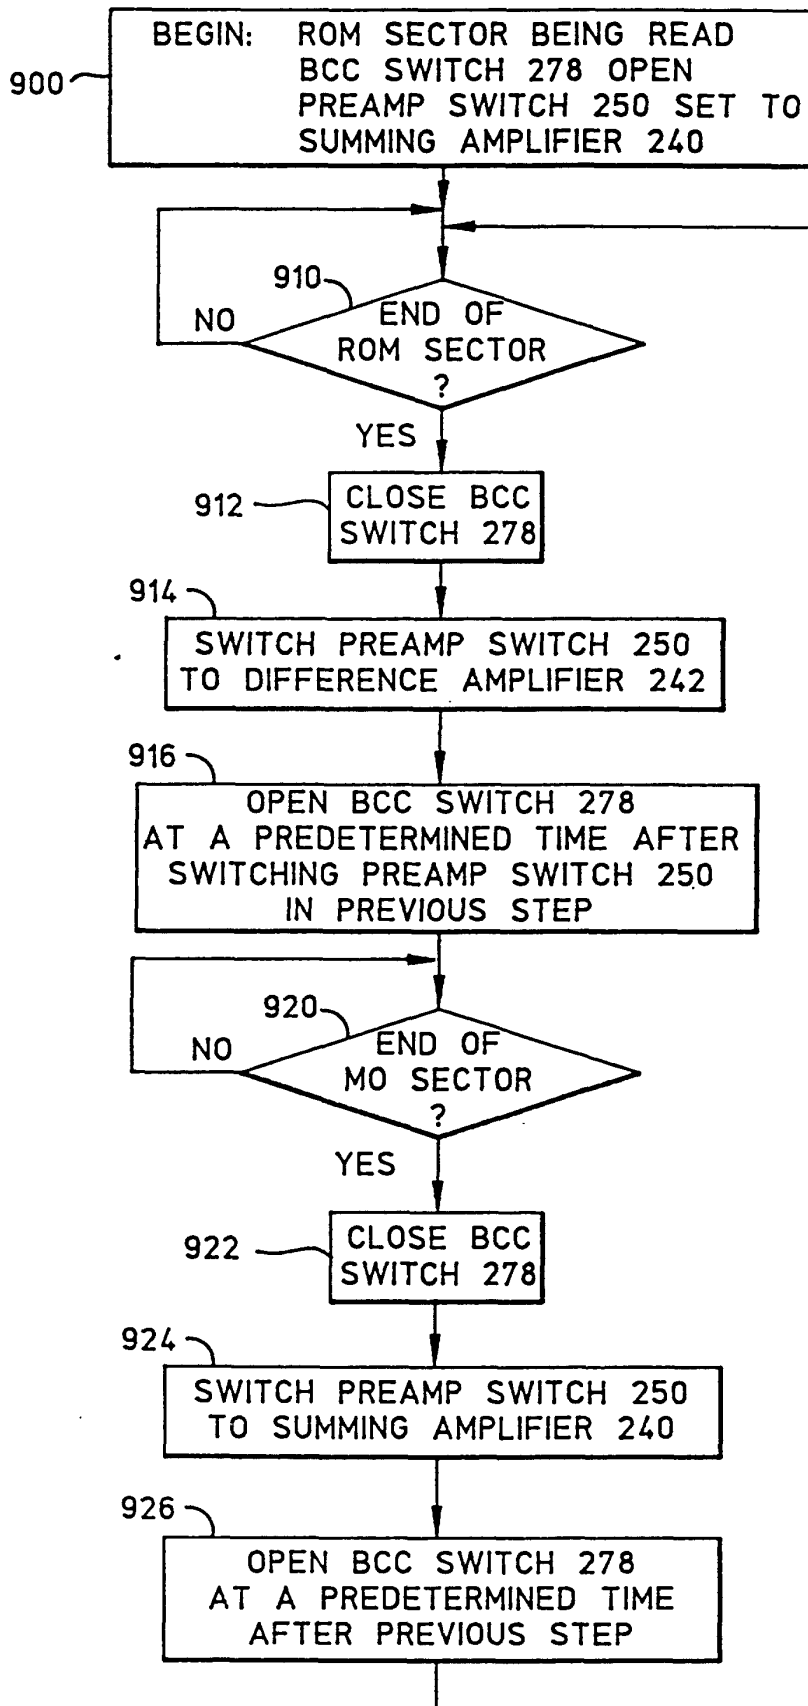 BEGIN: ROM SECTOR BEING READ
900
BCC SWITCH 278 OPEN
PREAMP SWITCH 250 SET TO
SUMMING AMPLIFIER 240
910
NO
END OF
ROM SECTOR
?
YES
912
CLOSE BCC
SWITCH 278
914
SWITCH PREAMP SWITCH 250
TO DIFFERENCE AMPLIFIER 242
916
OPEN BCC SWITCH 278
AT A PREDETERMINED TIME AFTER
SWITCHING PREAMP SWITCH 250
IN PREVIOUS STEP
920
NO
END OF
MO SECTOR
?
YES
922
CLOSE BCC
SWITCH 278
924
SWITCH PREAMP SWITCH 250
TO SUMMING AMPLIFIER 240
926
OPEN BCC SWITCH 278
AT A PREDETERMINED TIME
AFTER PREVIOUS STEP